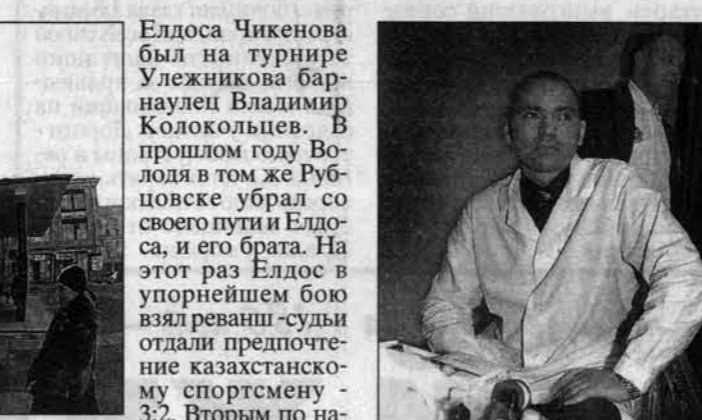 Елдоса Чикенова
был на турнире
Улежникова бар-
наулец Владимир
Колокольцев. В
прошлом году Во-
лодя в том же Руб-
цовске убрал со
своего пути и Елдо-
са, и его брата. На
этот раз Елдос в
упорнейшем бою
взял реванш -судьи
отдали предпочте-
ние казахстанско-
му спортсмену -
3:2. Вторым по на-